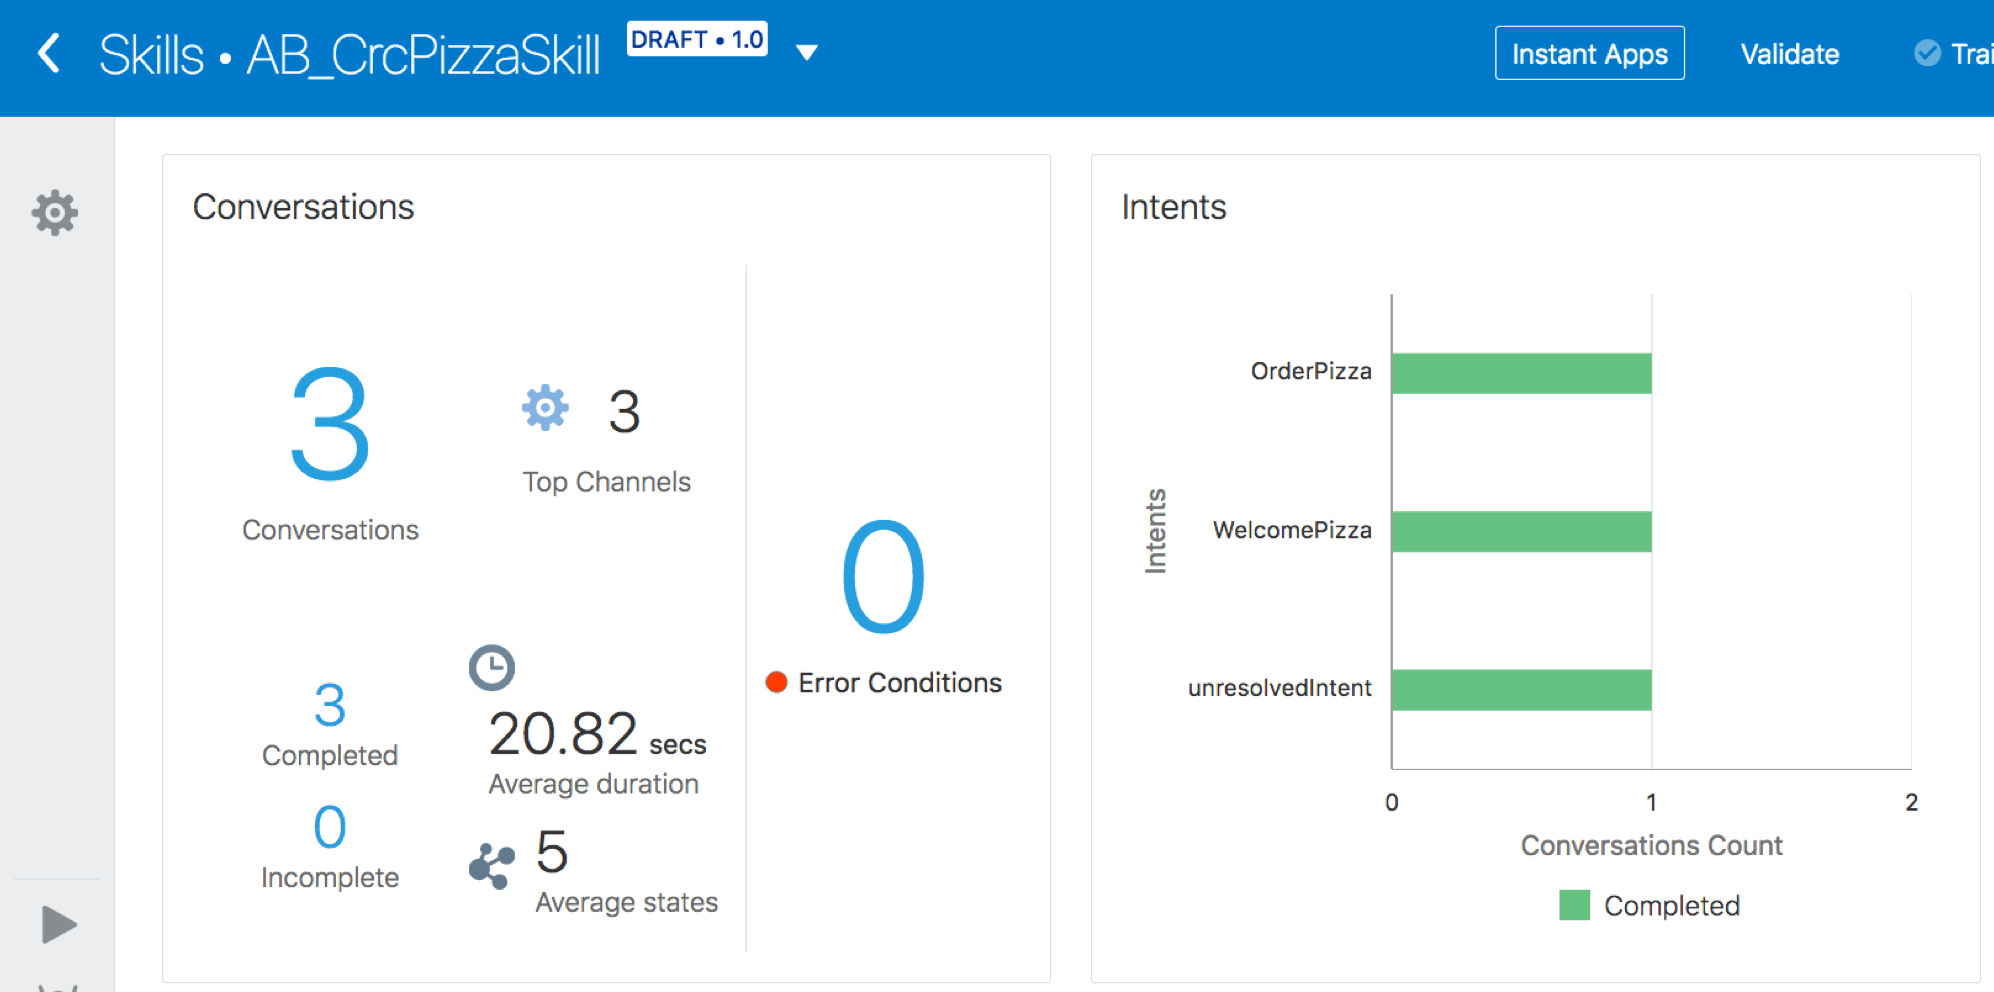 Skills • AB_CrcPizzaSkill
DRAFT • 1.0
Instant Apps
Validate
Conversations
3
Conversations
3
Top Channels
3
Completed
0
Incomplete
20.82 secs
Average duration
5
Average states
0
Error Conditions
Intents
Intents
OrderPizza
WelcomePizza
unresolvedIntent
0 1 2
Conversations Count
Completed